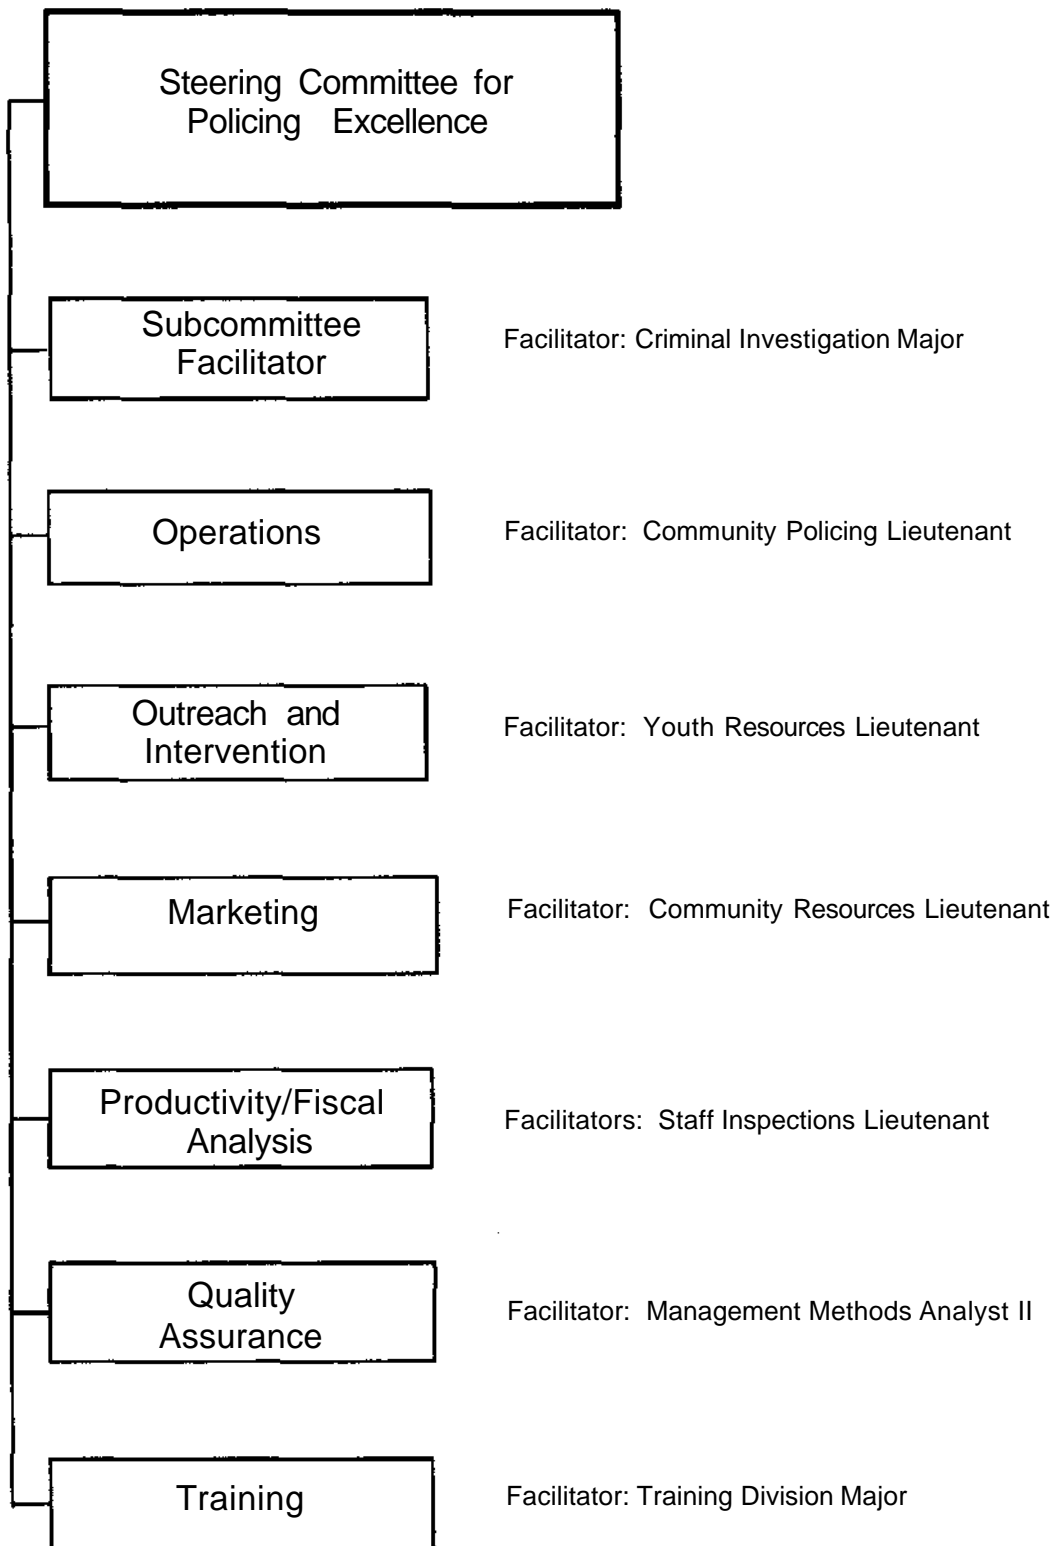 Steering Committee for
Policing Excellence
Subcommittee
Facilitator
Facilitator: Criminal Investigation Major
Operations
Facilitator: Community Policing Lieutenant
Outreach and
Intervention
Facilitator: Youth Resources Lieutenant
Marketing
Facilitator: Community Resources Lieutenant
Productivity/Fiscal
Analysis
Facilitators: Staff Inspections Lieutenant
Quality
Assurance
Facilitator: Management Methods Analyst II
Training
Facilitator: Training Division Major